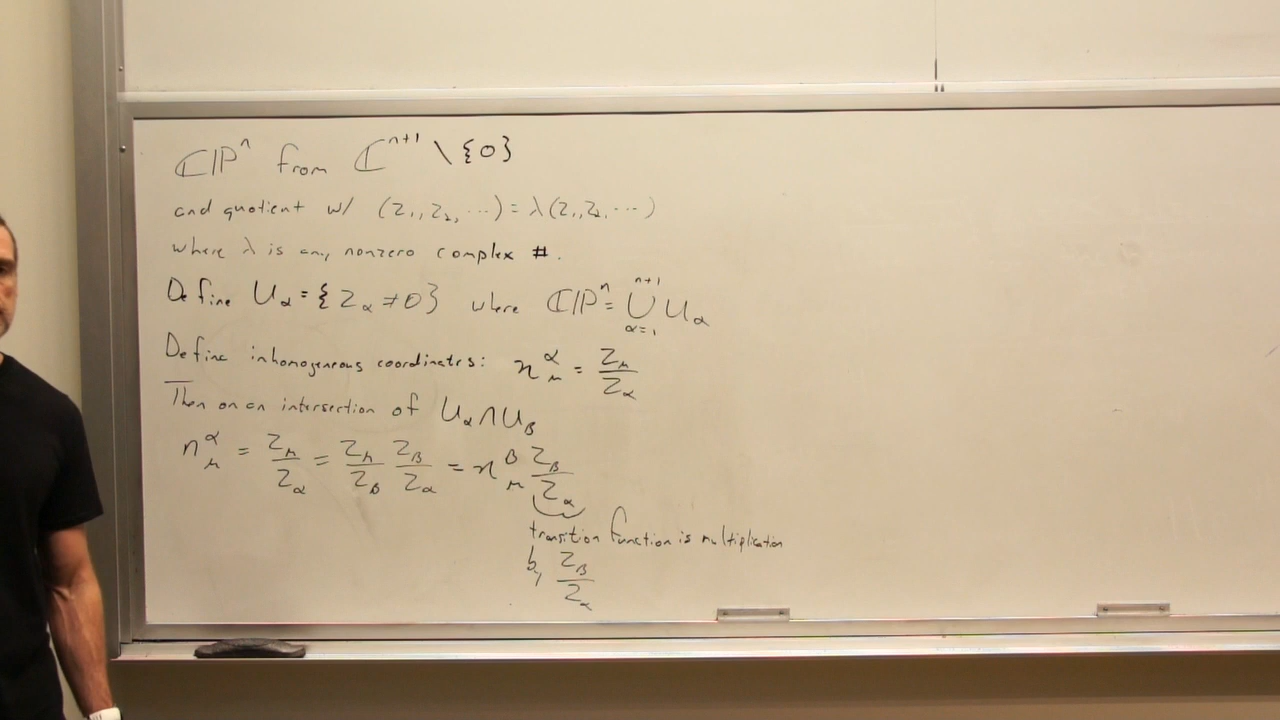 ℂℙⁿ from ℂⁿ⁺¹ \ {0}
and quotient w/ (Z₁, Z₂, ⋯) = λ(Z₁, Z₂, ⋯)
where λ is any nonzero complex #.
Define U_α = {Z_α ≠ 0} where ℂℙⁿ = ⋃_{α=1}^{n+1} U_α
Define inhomogeneous coordinates: η^α_μ = Z_μ/Z_α
Then on an intersection of U_α ∩ U_β
η^α_μ = Z_μ/Z_α = Z_μ/Z_β Z_β/Z_α = η^β_μ Z_β/Z_α
transition function is multiplication
by Z_β/Z_α